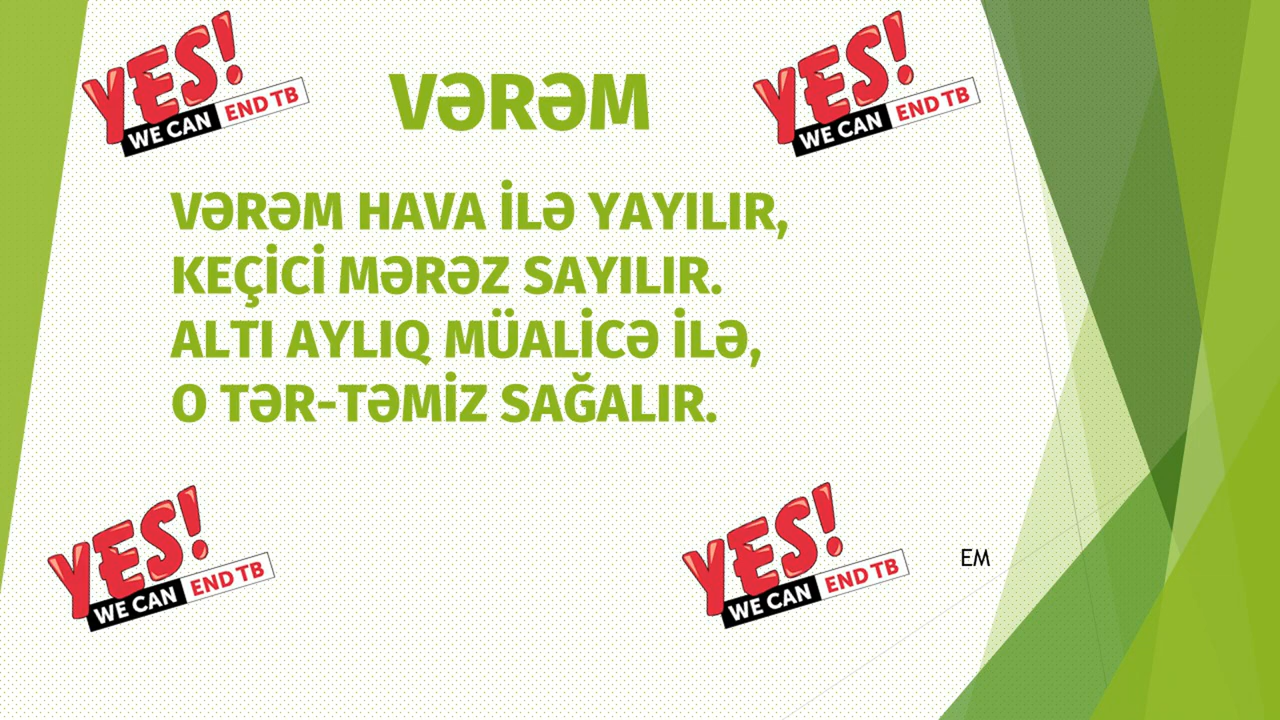 YES!
WE CAN END TB
VƏRƏM
YES!
WE CAN END TB
VƏRƏM HAVA İLƏ YAYILIR,
KEÇİCİ MƏRƏZ SAYILIR.
ALTI AYLIQ MÜALİCƏ İLƏ,
O TƏR-TƏMİZ SAĞALIR.
YES!
WE CAN END TB
YES!
WE CAN END TB
EM